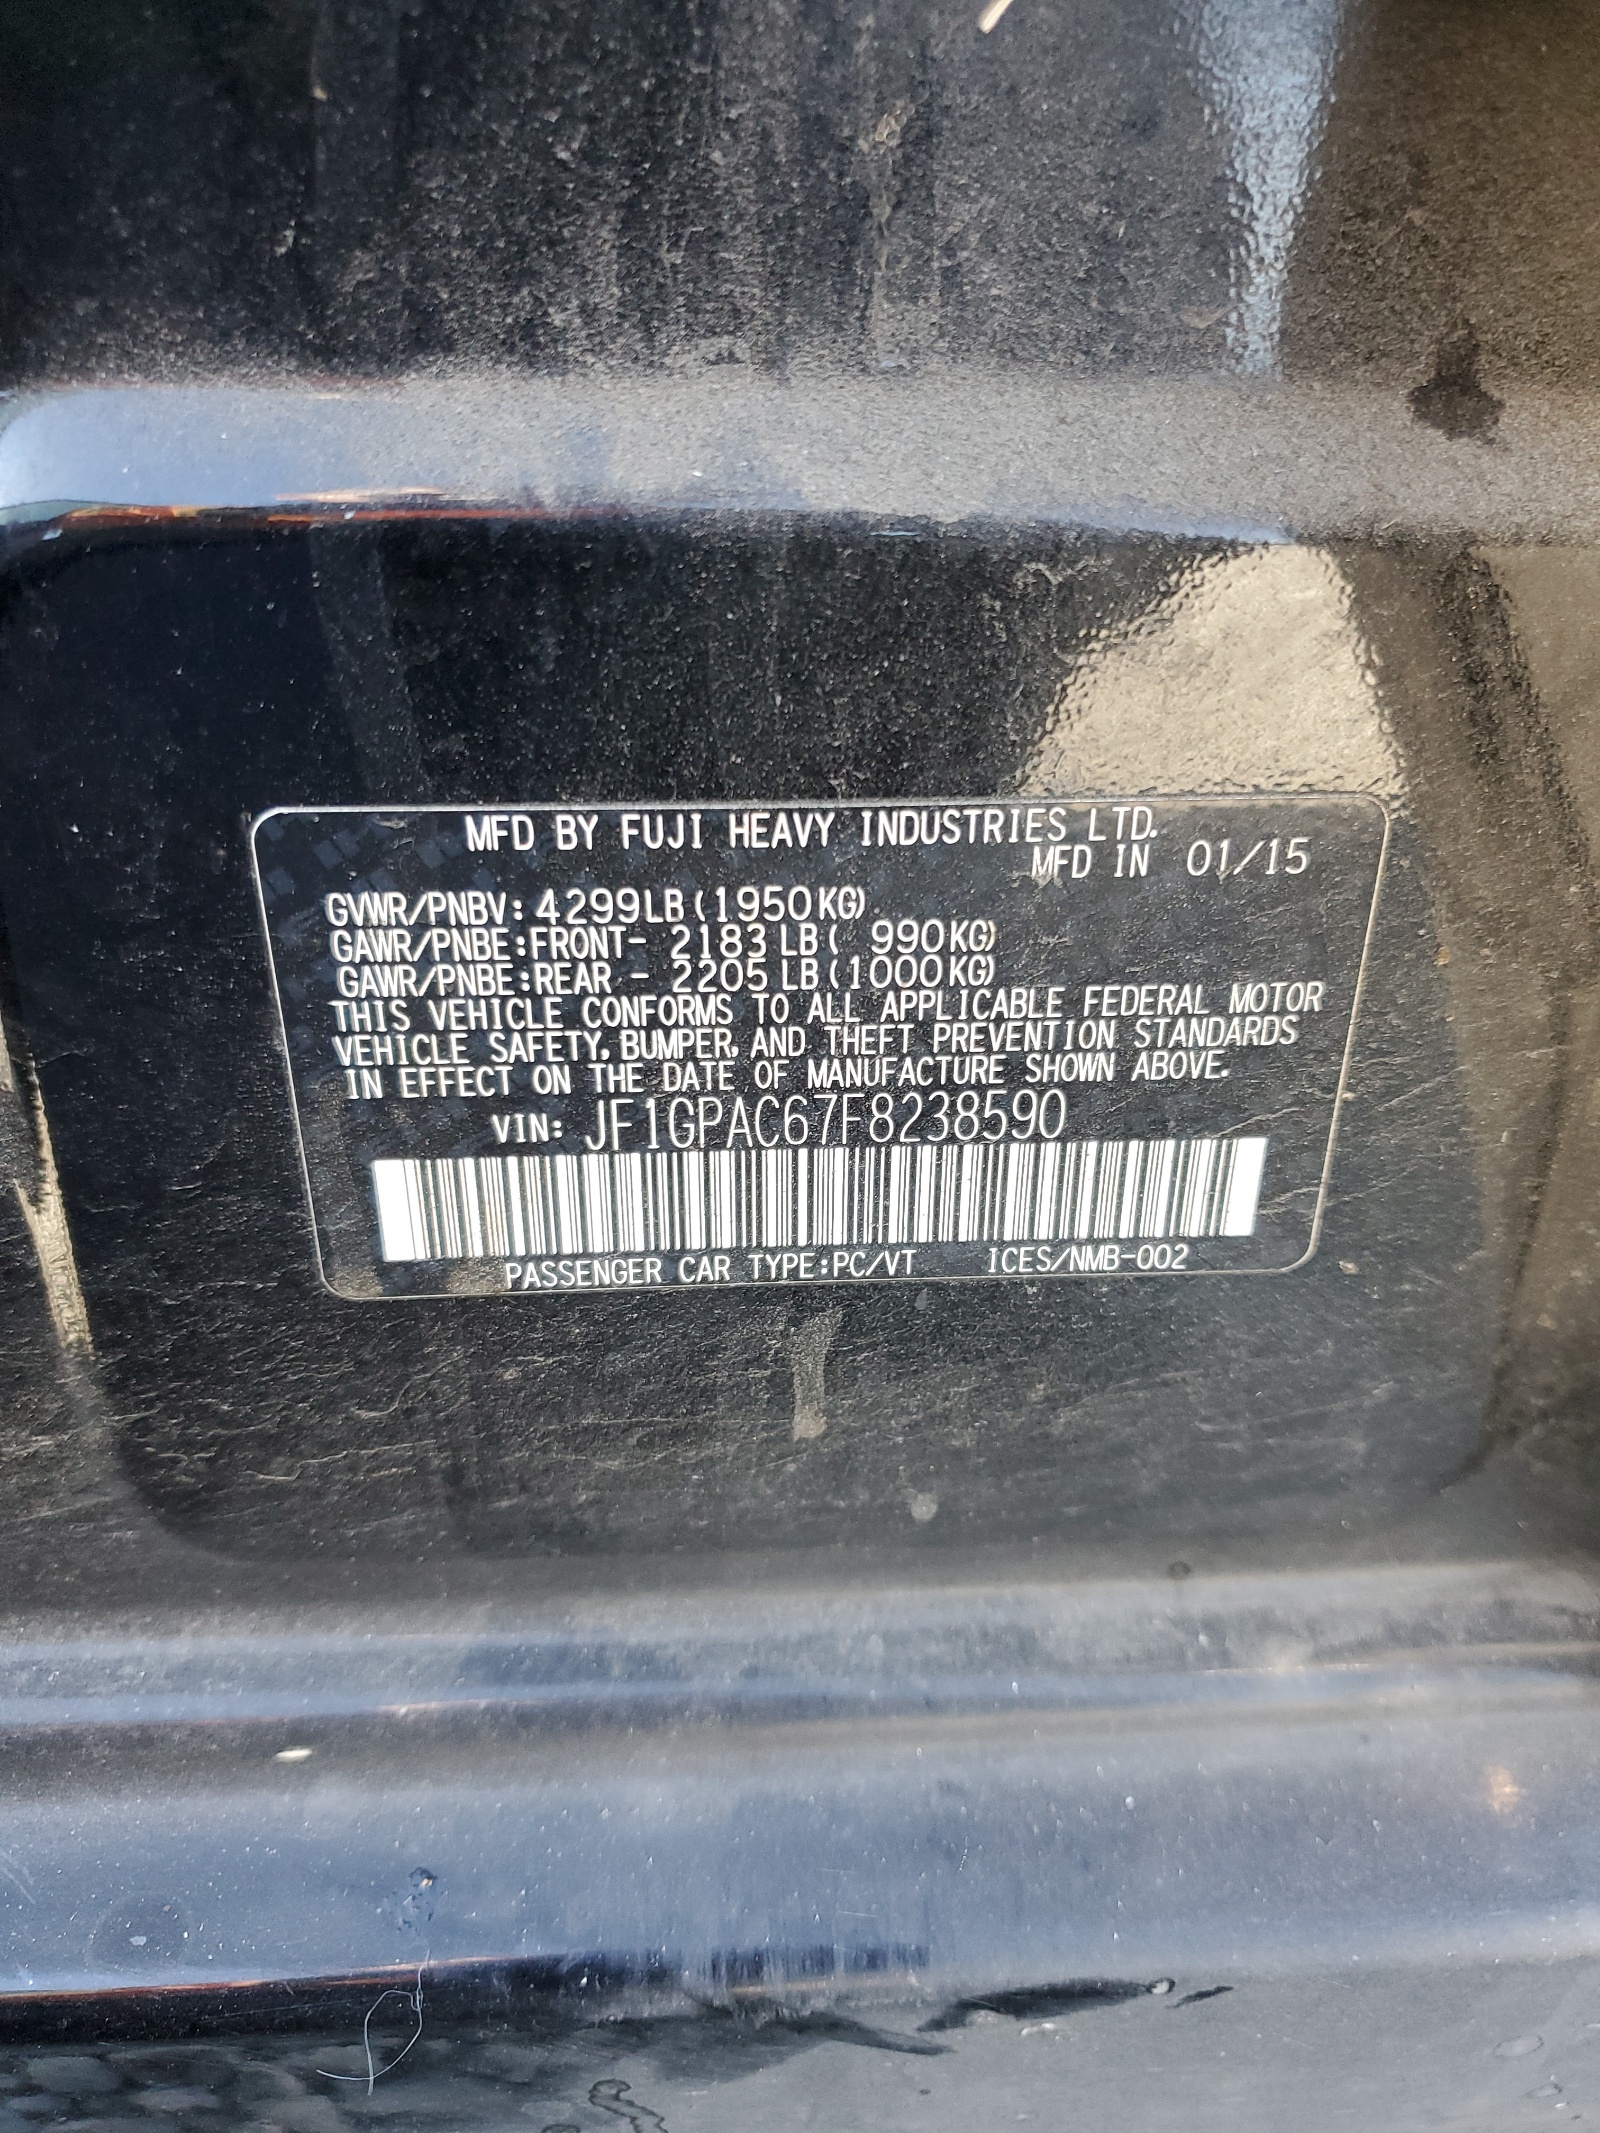 MFD BY FUJI HEAVY INDUSTRIES LTD.
MFD IN 01/15
GVWR/PNBV: 4299LB (1950KG)
GAWR/PNBE:FRONT- 2183 LB ( 990KG)
GAWR/PNBE:REAR - 2205 LB (1000KG)
THIS VEHICLE CONFORMS TO ALL APPLICABLE FEDERAL MOTOR
VEHICLE SAFETY, BUMPER, AND THEFT PREVENTION STANDARDS
IN EFFECT ON THE DATE OF MANUFACTURE SHOWN ABOVE.
VIN: JF1GPAC67F8238590
PASSENGER CAR TYPE:PC/VT ICES/NMB-002